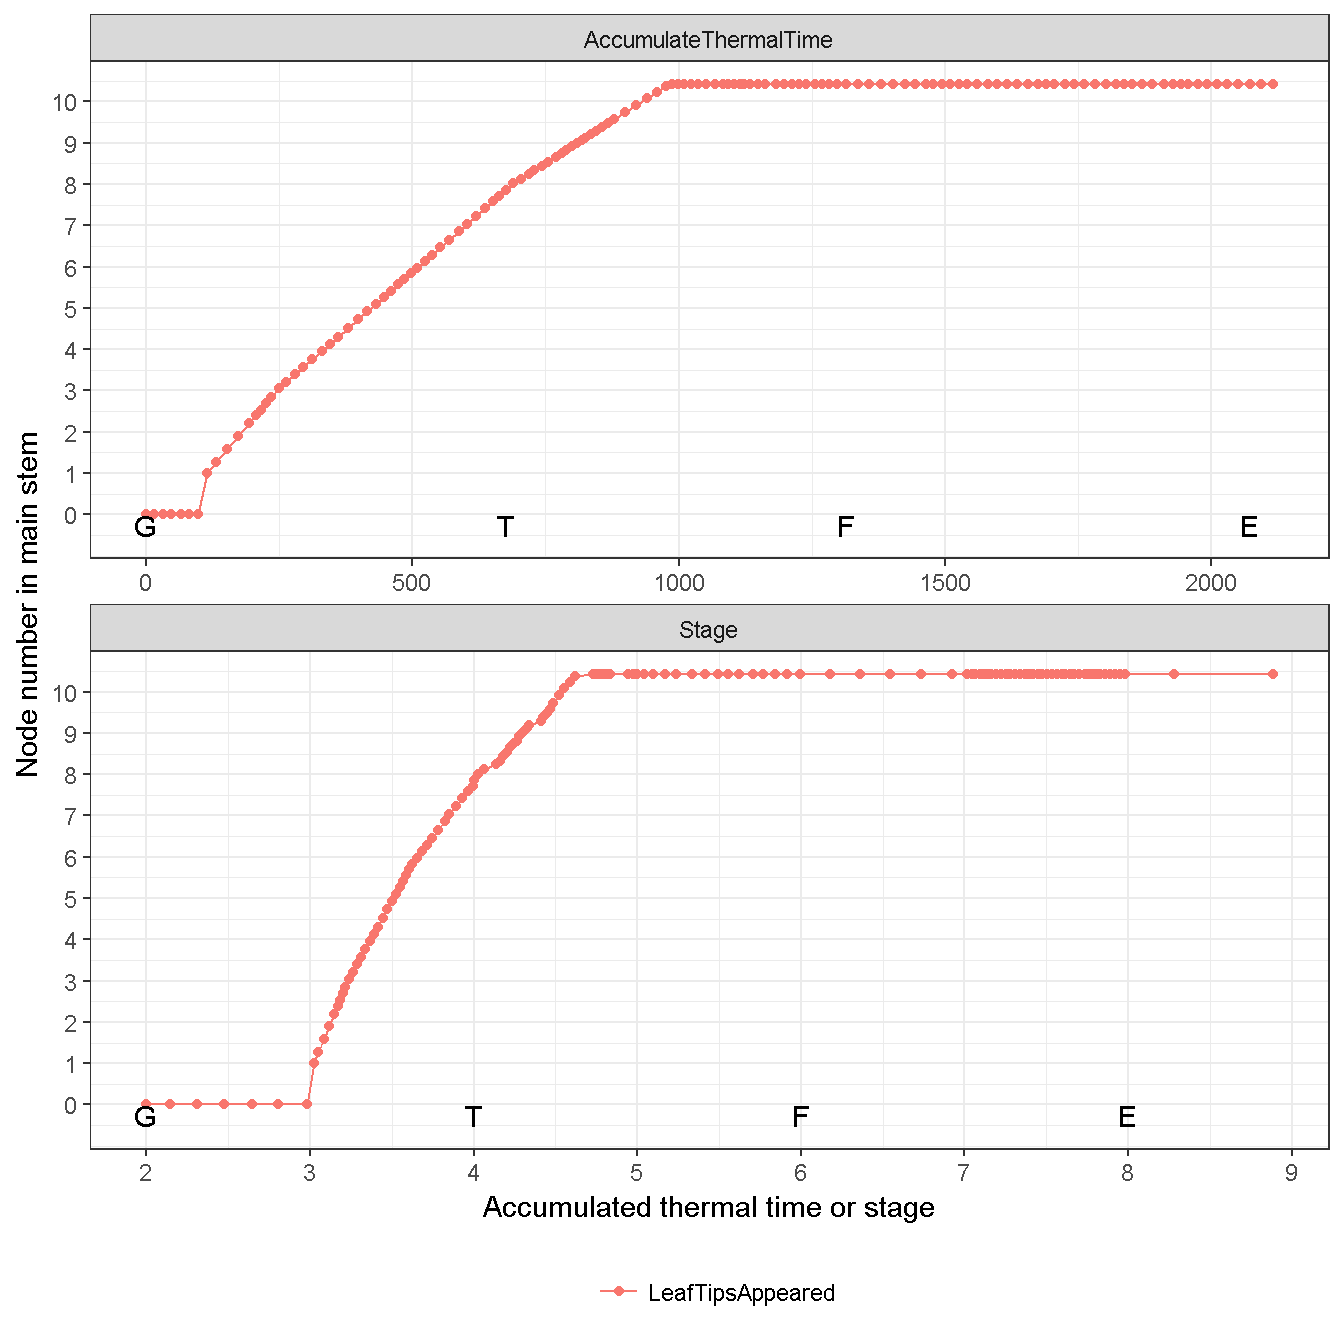 AccumulateThermalTime
10
9
8
7
6
5
4
3
2
1
0
G T F E
0 500 1000 1500 2000
Node number in main stem
Stage
10
9
8
7
6
5
4
3
2
1
0
G T F E
2 3 4 5 6 7 8 9
Accumulated thermal time or stage
LeafTipsAppeared